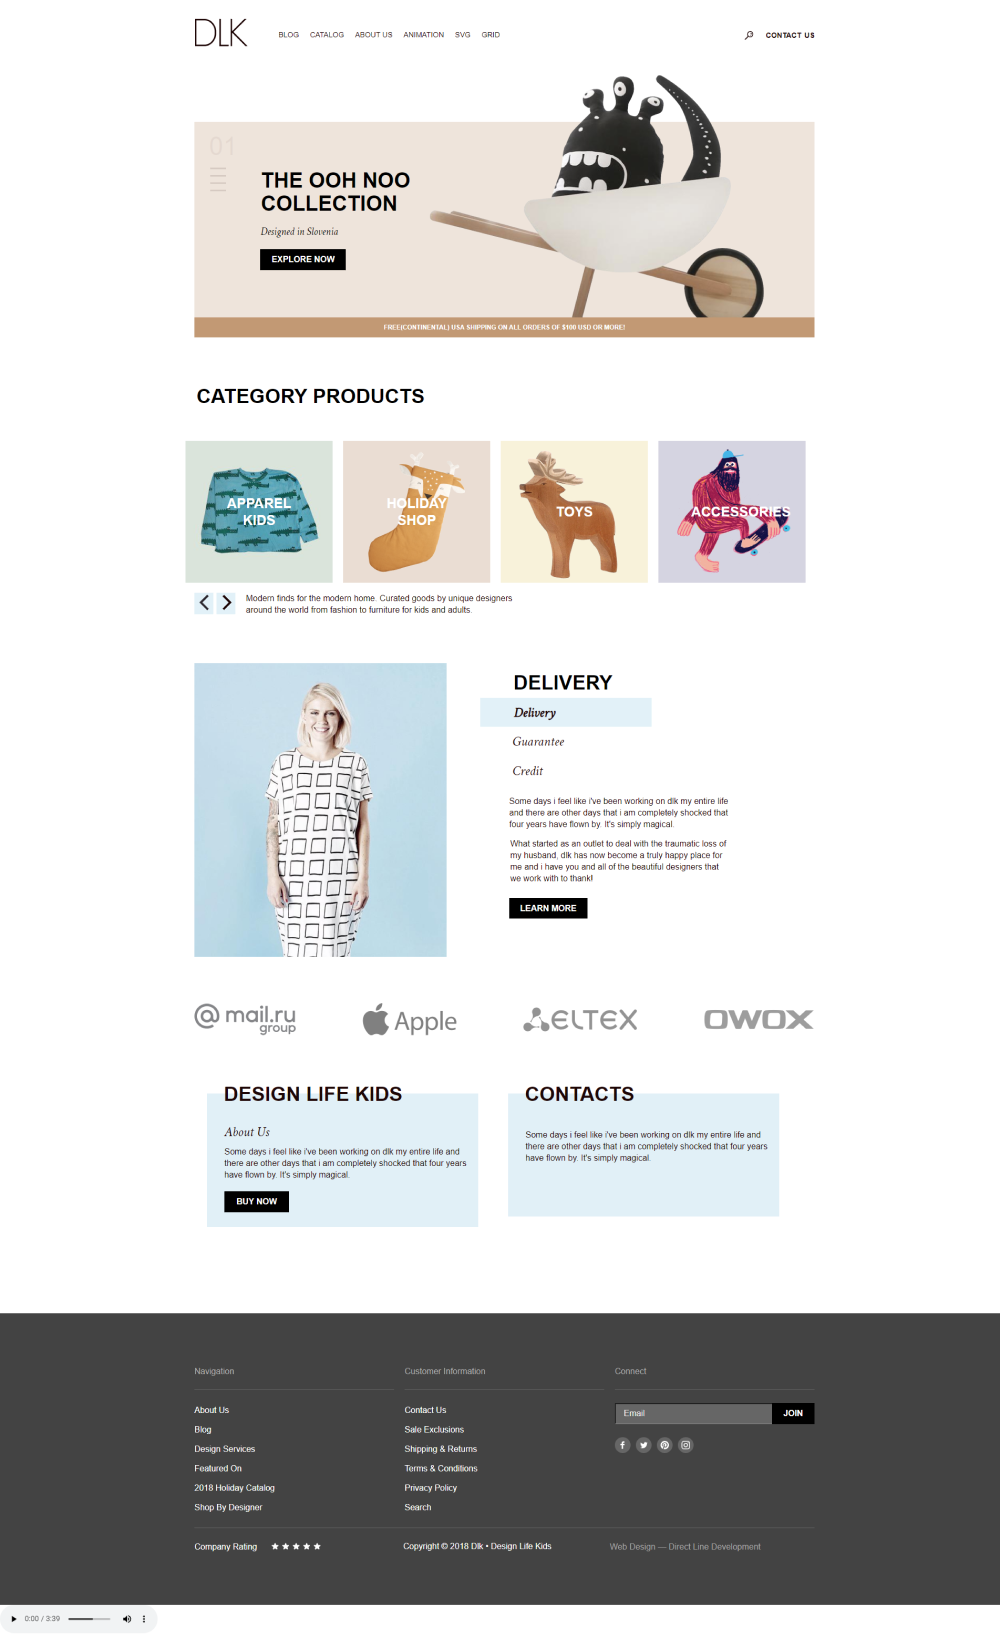 DLK
BLOG CATALOG ABOUT US ANIMATION SVG GRID
CONTACT US
01
THE OOH NOO
COLLECTION
Designed in Slovenia
EXPLORE NOW
FREE(CONTINENTAL) USA SHIPPING ON ALL ORDERS OF $100 USD OR MORE!
CATEGORY PRODUCTS
APPAREL
KIDS
HOLIDAY
SHOP
TOYS
ACCESSORIES
Modern finds for the modern home. Curated goods by unique designers
around the world from fashion to furniture for kids and adults.
DELIVERY
Delivery
Guarantee
Credit
Some days i feel like i've been working on dlk my entire life
and there are other days that i am completely shocked that
four years have flown by. It's simply magical.
What started as an outlet to deal with the traumatic loss of
my husband, dlk has now become a truly happy place for
me and i have you and all of the beautiful designers that
we work with to thank!
LEARN MORE
@mail.ru
group
Apple
ELTEX
OWOX
DESIGN LIFE KIDS
About Us
Some days i feel like i've been working on dlk my entire life and
there are other days that i am completely shocked that four years
have flown by. It's simply magical.
BUY NOW
CONTACTS
Some days i feel like i've been working on dlk my entire life and
there are other days that i am completely shocked that four years
have flown by. It's simply magical.
Navigation
About Us
Blog
Design Services
Featured On
2018 Holiday Catalog
Shop By Designer
Customer Information
Contact Us
Sale Exclusions
Shipping & Returns
Terms & Conditions
Privacy Policy
Search
Connect
Email
JOIN
Company Rating
Copyright © 2018 Dlk • Design Life Kids
Web Design — Direct Line Development
0:00 / 3:39